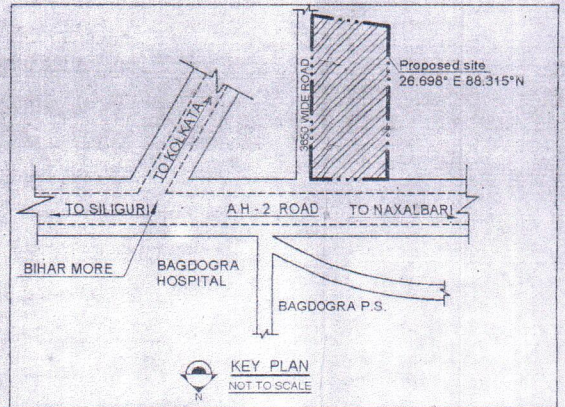 Proposed site
26.698° E 88.315°N
3650 WIDE ROAD
TO KOLKATA
TO SILIGURI
A.H - 2 ROAD
TO NAXALBARI
BIHAR MORE
BAGDOGRA
HOSPITAL
BAGDOGRA P.S.
KEY PLAN
NOT TO SCALE
N